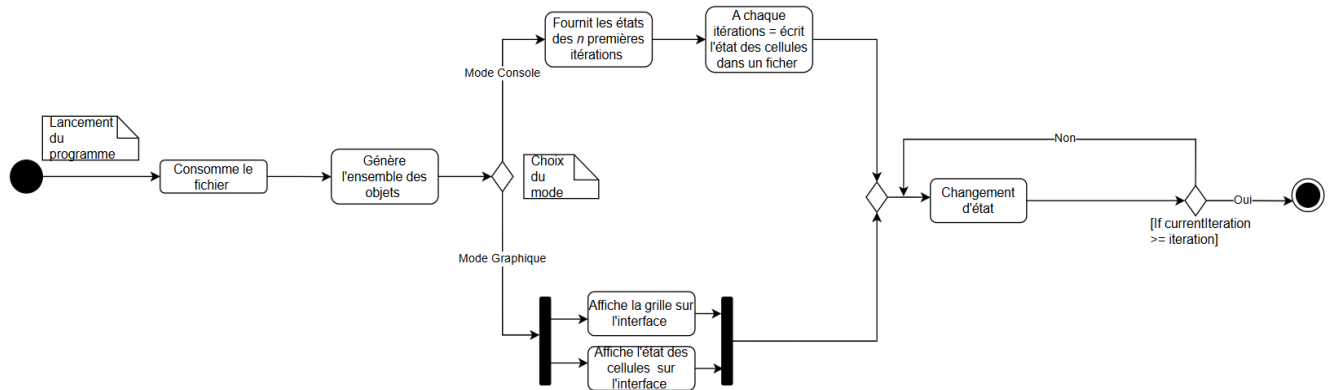 Lancement
du
programme
Consomme le
fichier
Génère
l'ensemble des
objets
Choix
du
mode
Mode Console
Fournit les états
des n premières
itérations
A chaque
itérations = écrit
l'état des cellules
dans un ficher
Mode Graphique
Affiche la grille sur
l'interface
Affiche l'état des
cellules sur
l'interface
Changement
d'état
Non
Oui
[If currentIteration
>= iteration]